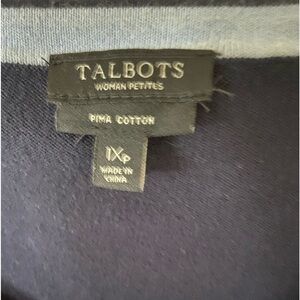 TALBOTS
WOMAN PETITES
PIMA COTTON
1Xp
MADE IN
CHINA